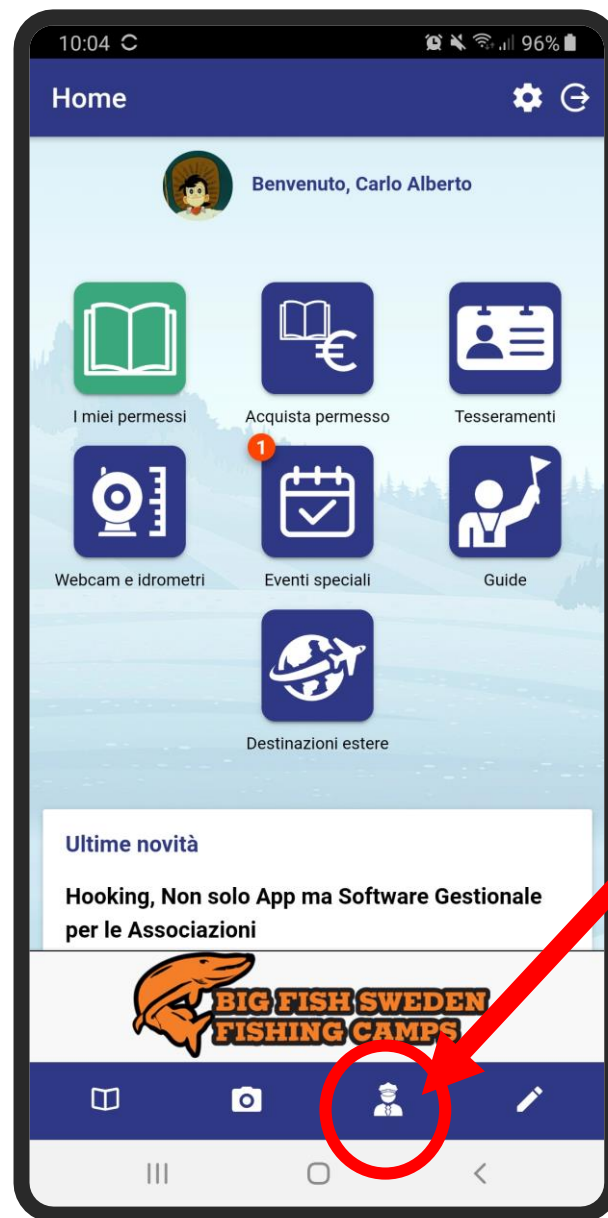 10:04
96%
Home
Benvenuto, Carlo Alberto
I miei permessi
Acquista permesso
Tesseramenti
1
Webcam e idrometri
Eventi speciali
Guide
Destinazioni estere
Ultime novità
Hooking, Non solo App ma Software Gestionale
per le Associazioni
BIG FISH SWEDEN
FISHING CAMPS